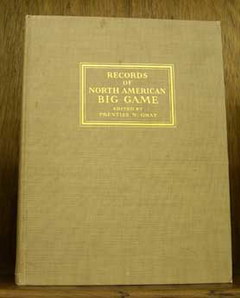 RECORDS
OF
NORTH AMERICAN
BIG GAME
EDITED BY
PRENTISS N. GRAY